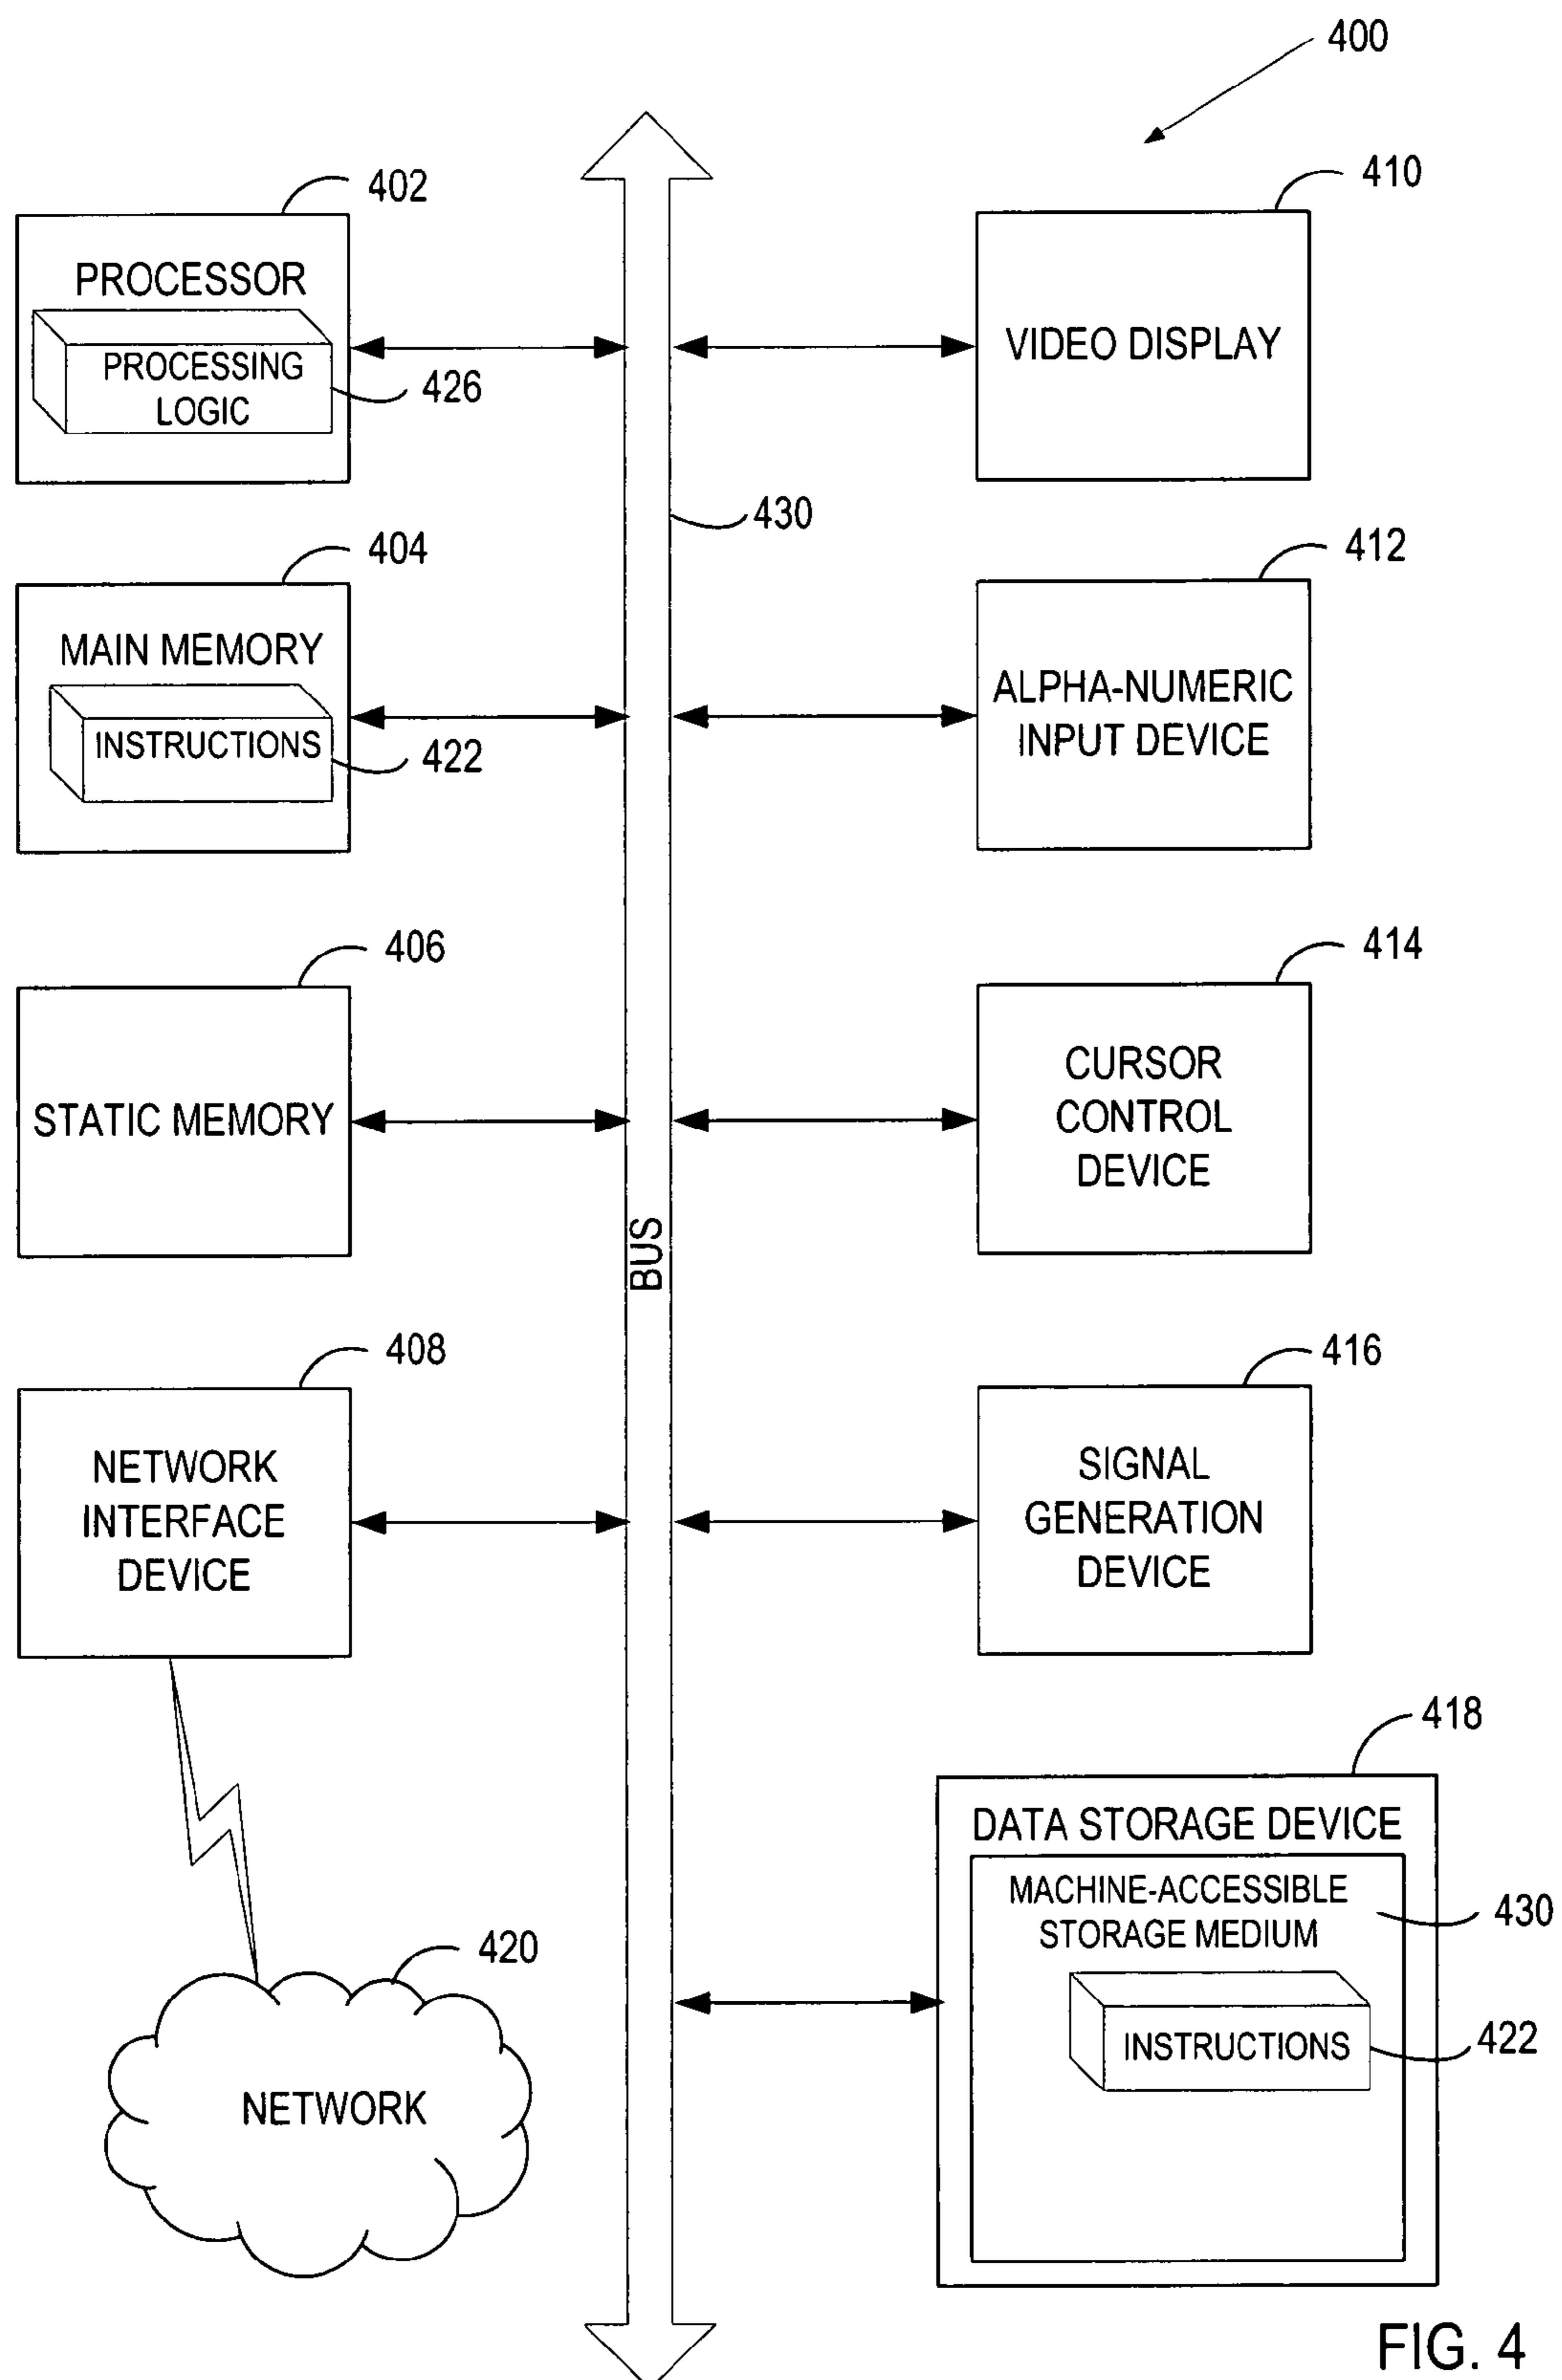 400
402
PROCESSOR
PROCESSING
LOGIC
426
410
VIDEO DISPLAY
430
404
MAIN MEMORY
INSTRUCTIONS
422
412
ALPHA-NUMERIC
INPUT DEVICE
406
STATIC MEMORY
414
CURSOR
CONTROL
DEVICE
BUS
408
NETWORK
INTERFACE
DEVICE
416
SIGNAL
GENERATION
DEVICE
418
DATA STORAGE DEVICE
MACHINE-ACCESSIBLE
STORAGE MEDIUM
430
INSTRUCTIONS
422
420
NETWORK
FIG. 4